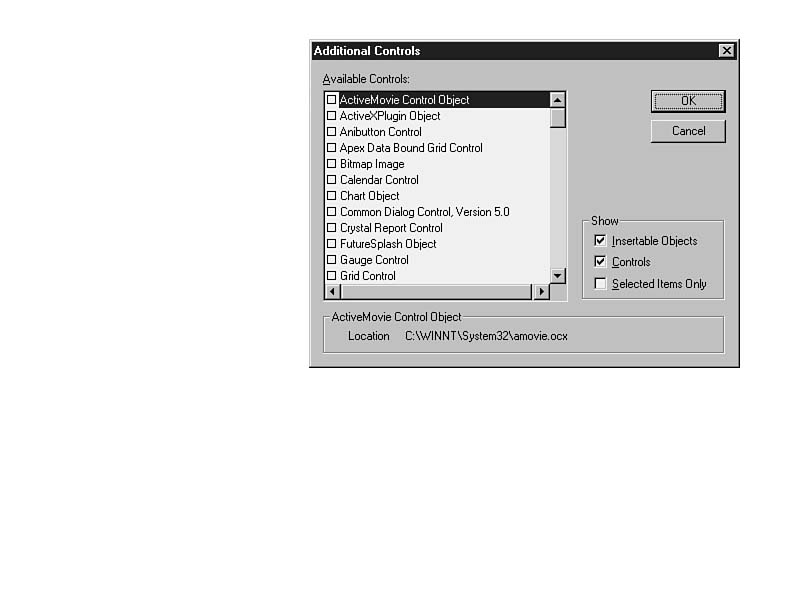 Additional Controls
Available Controls:
ActiveMovie Control Object
ActiveXPlugin Object
Anibutton Control
Apex Data Bound Grid Control
Bitmap Image
Calendar Control
Chart Object
Common Dialog Control, Version 5.0
Crystal Report Control
FutureSplash Object
Gauge Control
Grid Control
OK
Cancel
Show
Insertable Objects
Controls
Selected Items Only
ActiveMovie Control Object
Location C:\WINNT\System32\amovie.ocx